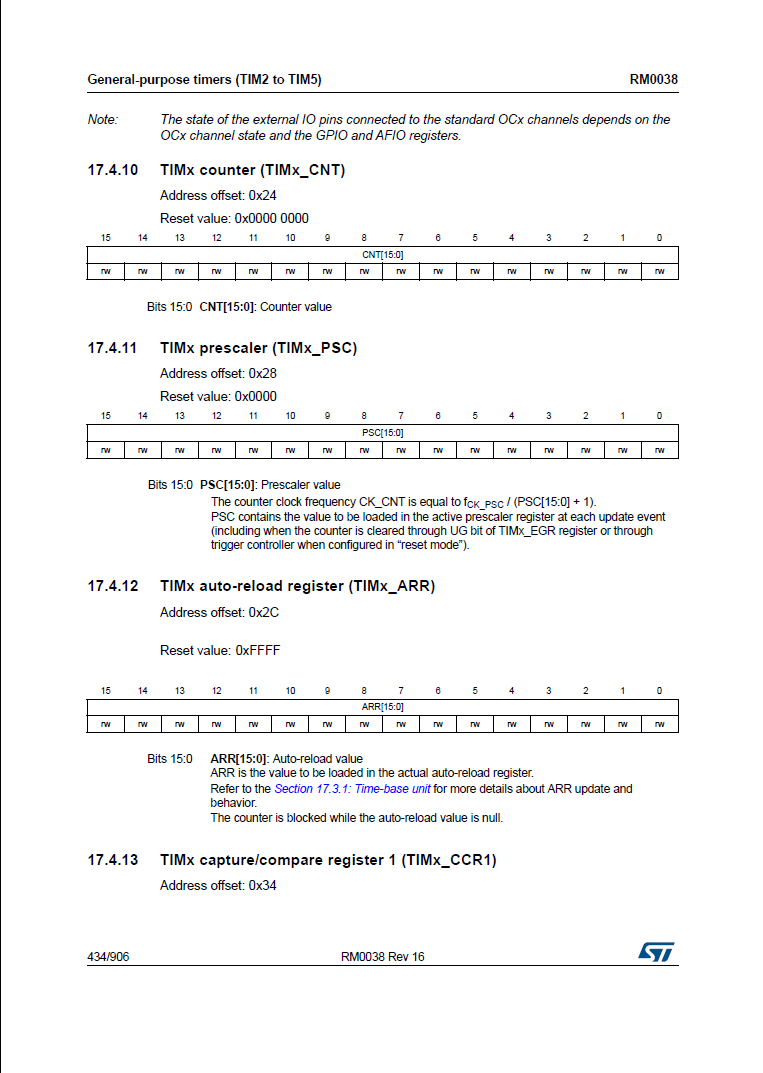 General-purpose timers (TIM2 to TIM5) RM0038
Note: The state of the external IO pins connected to the standard OCx channels depends on the
OCx channel state and the GPIO and AFIO registers.
17.4.10 TIMx counter (TIMx_CNT)
Address offset: 0x24
Reset value: 0x0000 0000
15 14 13 12 11 10 9 8 7 6 5 4 3 2 1 0
CNT[15:0]
rw rw rw rw rw rw rw rw rw rw rw rw rw rw rw rw
Bits 15:0 CNT[15:0]: Counter value
17.4.11 TIMx prescaler (TIMx_PSC)
Address offset: 0x28
Reset value: 0x0000
15 14 13 12 11 10 9 8 7 6 5 4 3 2 1 0
PSC[15:0]
rw rw rw rw rw rw rw rw rw rw rw rw rw rw rw rw
Bits 15:0 PSC[15:0]: Prescaler value
The counter clock frequency CK_CNT is equal to fCK_PSC / (PSC[15:0] + 1).
PSC contains the value to be loaded in the active prescaler register at each update event
(including when the counter is cleared through UG bit of TIMx_EGR register or through
trigger controller when configured in “reset mode”).
17.4.12 TIMx auto-reload register (TIMx_ARR)
Address offset: 0x2C
Reset value: 0xFFFF
15 14 13 12 11 10 9 8 7 6 5 4 3 2 1 0
ARR[15:0]
rw rw rw rw rw rw rw rw rw rw rw rw rw rw rw rw
Bits 15:0 ARR[15:0]: Auto-reload value
ARR is the value to be loaded in the actual auto-reload register.
Refer to the Section 17.3.1: Time-base unit for more details about ARR update and
behavior.
The counter is blocked while the auto-reload value is null.
17.4.13 TIMx capture/compare register 1 (TIMx_CCR1)
Address offset: 0x34
434/906 RM0038 Rev 16 ST